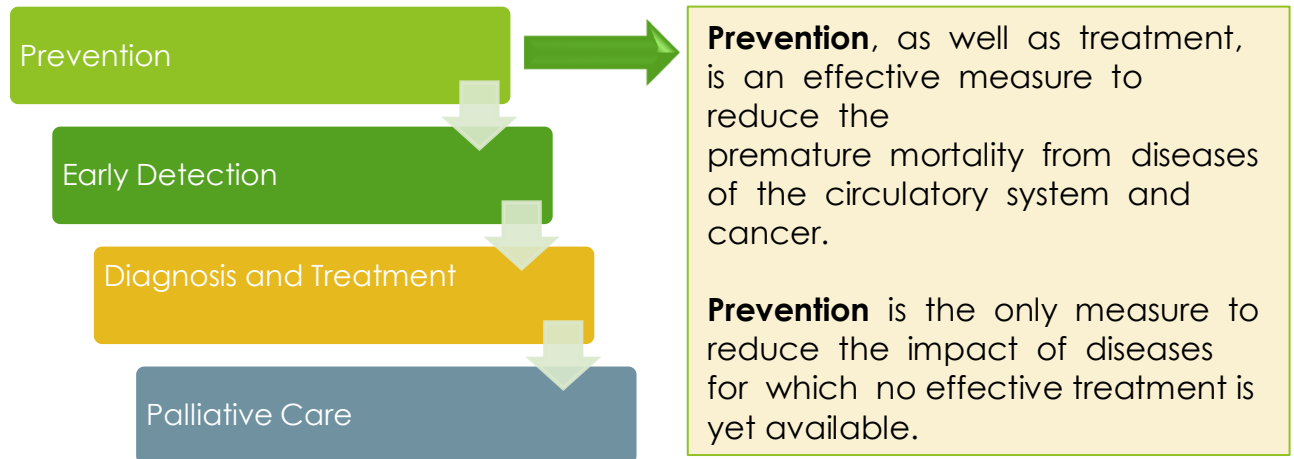 Prevention
Early Detection
Diagnosis and Treatment
Palliative Care
Prevention, as well as treatment,
is an effective measure to
reduce the
premature mortality from diseases
of the circulatory system and
cancer.
Prevention is the only measure to
reduce the impact of diseases
for which no effective treatment is
yet available.